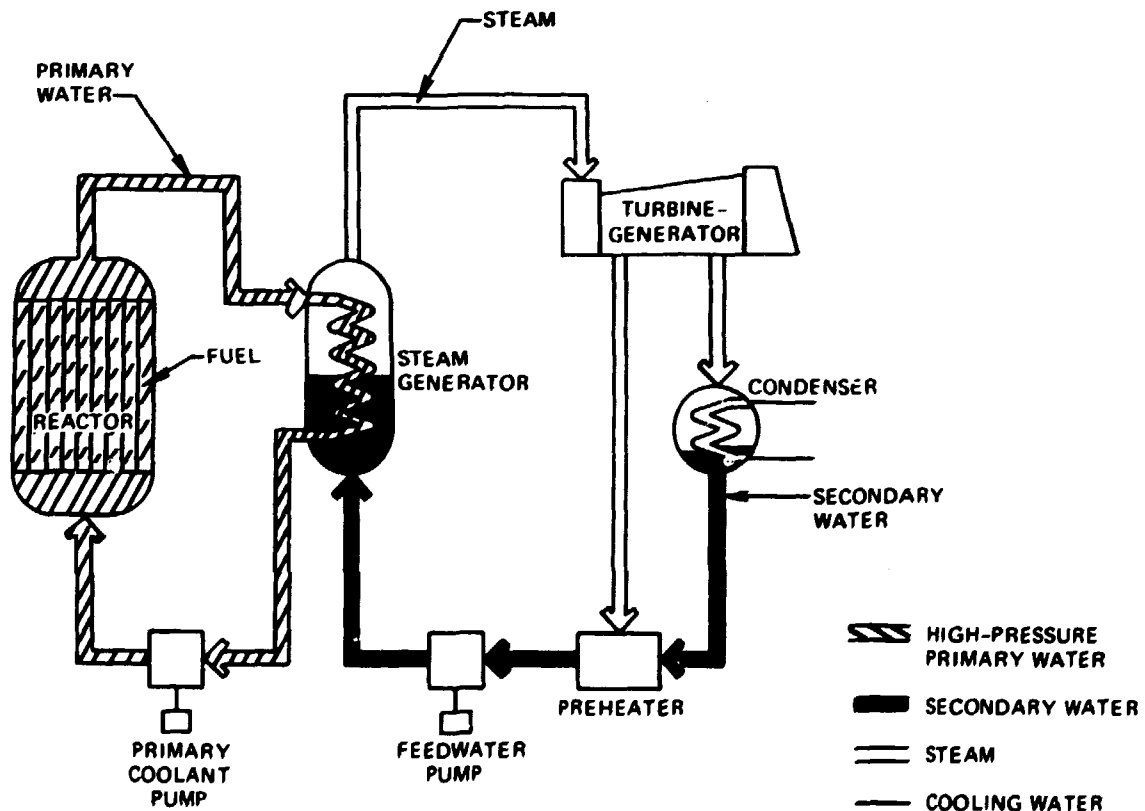 STEAM
PRIMARY
WATER
TURBINE-
GENERATOR
FUEL
STEAM
GENERATOR
REACTOR
CONDENSER
SECONDARY
WATER
HIGH-PRESSURE
PRIMARY WATER
PREHEATER
SECONDARY WATER
PRIMARY
COOLANT
PUMP
FEEDWATER
PUMP
STEAM
COOLING WATER